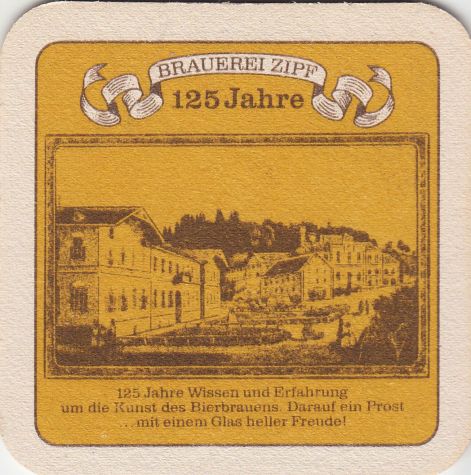 BRAUEREI ZIPF
125 Jahre
125 Jahre Wissen und Erfahrung
um die Kunst des Bierbrauens. Darauf ein Prost
...mit einem Glas heller Freude!